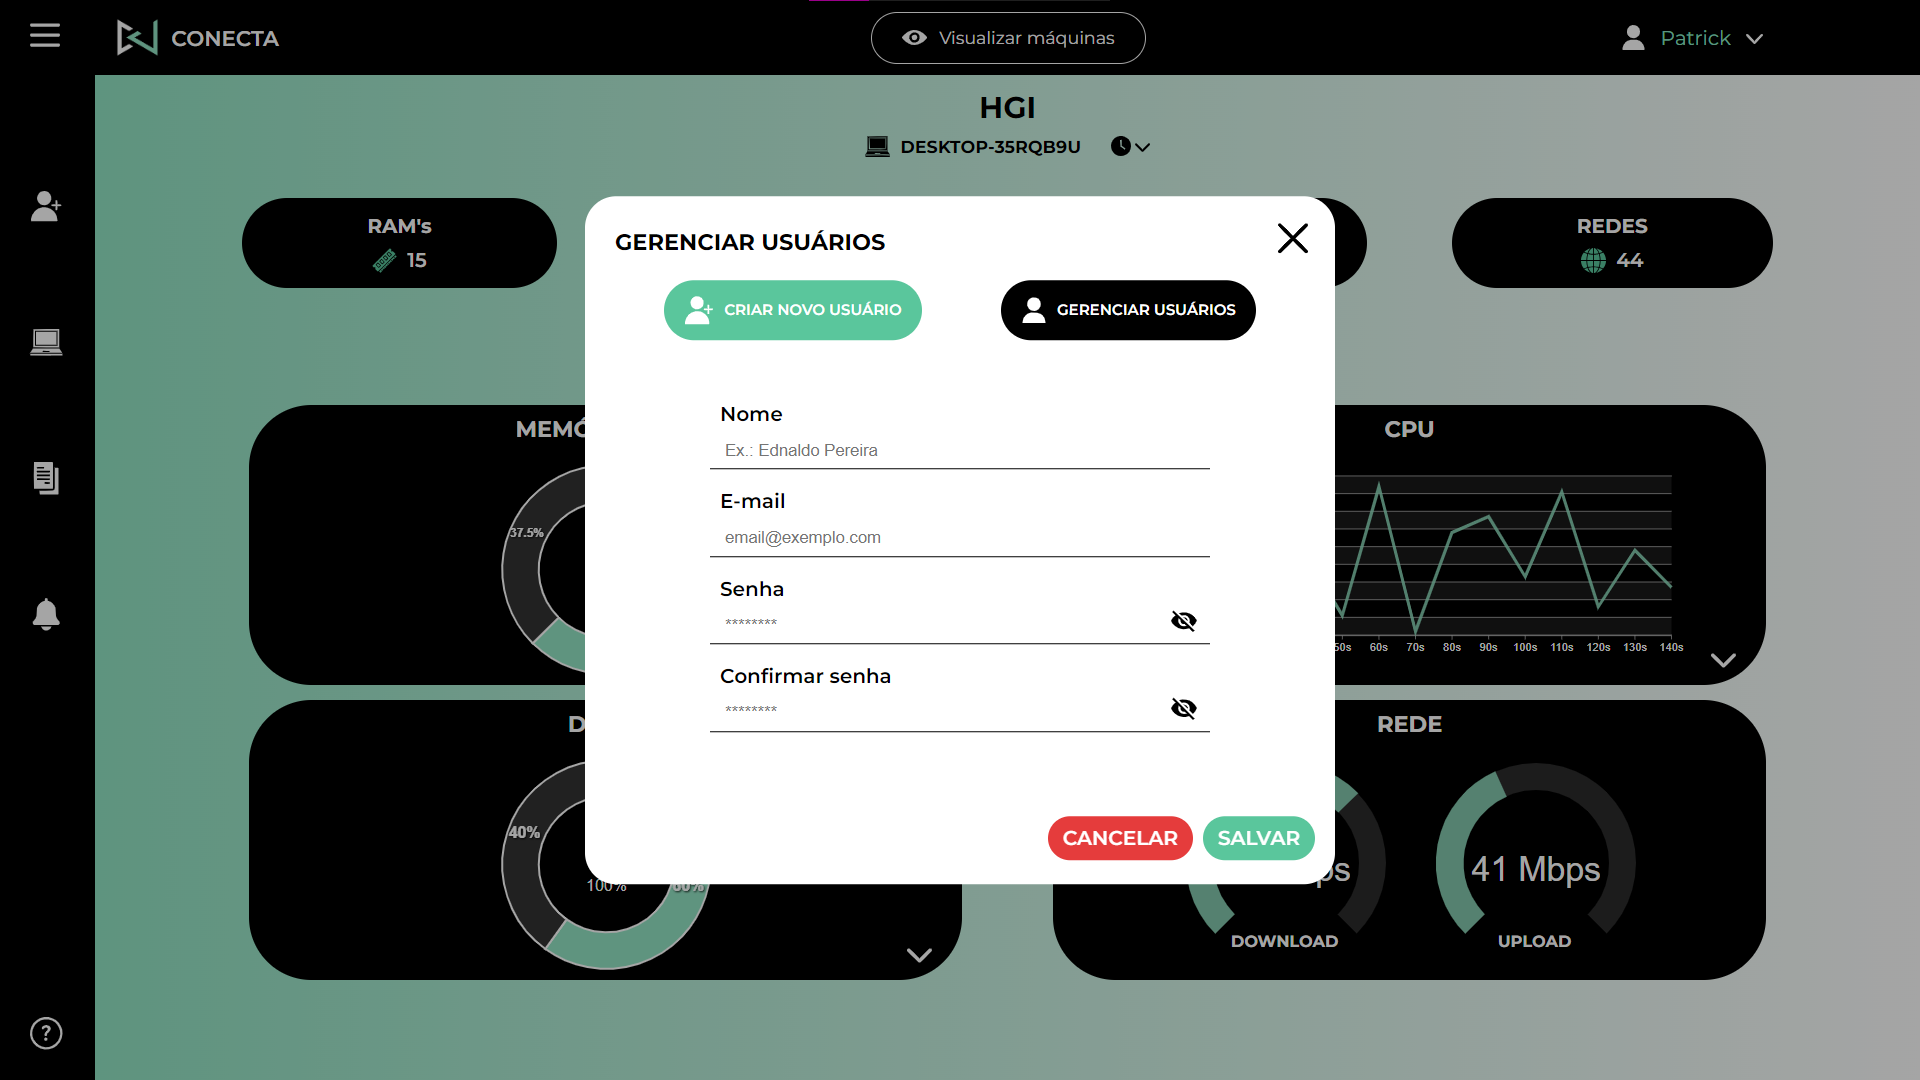 CONECTA
Visualizar máquinas
Patrick
HGI
DESKTOP-35RQB9U
RAM's
15
REDES
44
GERENCIAR USUÁRIOS
CRIAR NOVO USUÁRIO
GERENCIAR USUÁRIOS
Nome
Ex.: Ednaldo Pereira
E-mail
email@exemplo.com
Senha
********
Confirmar senha
********
CANCELAR
SALVAR
MEMÓ
37.5%
CPU
50s 60s 70s 80s 90s 100s 110s 120s 130s 140s
D
40%
100%
60%
REDE
ps
41 Mbps
DOWNLOAD
UPLOAD
?